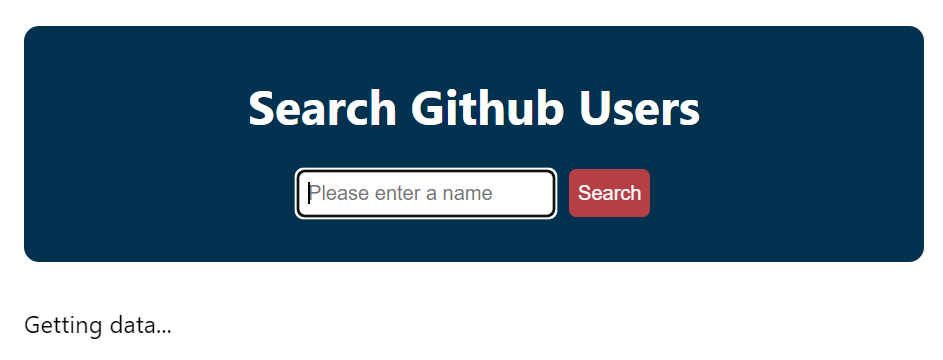 Search Github Users
Please enter a name
Search
Getting data...